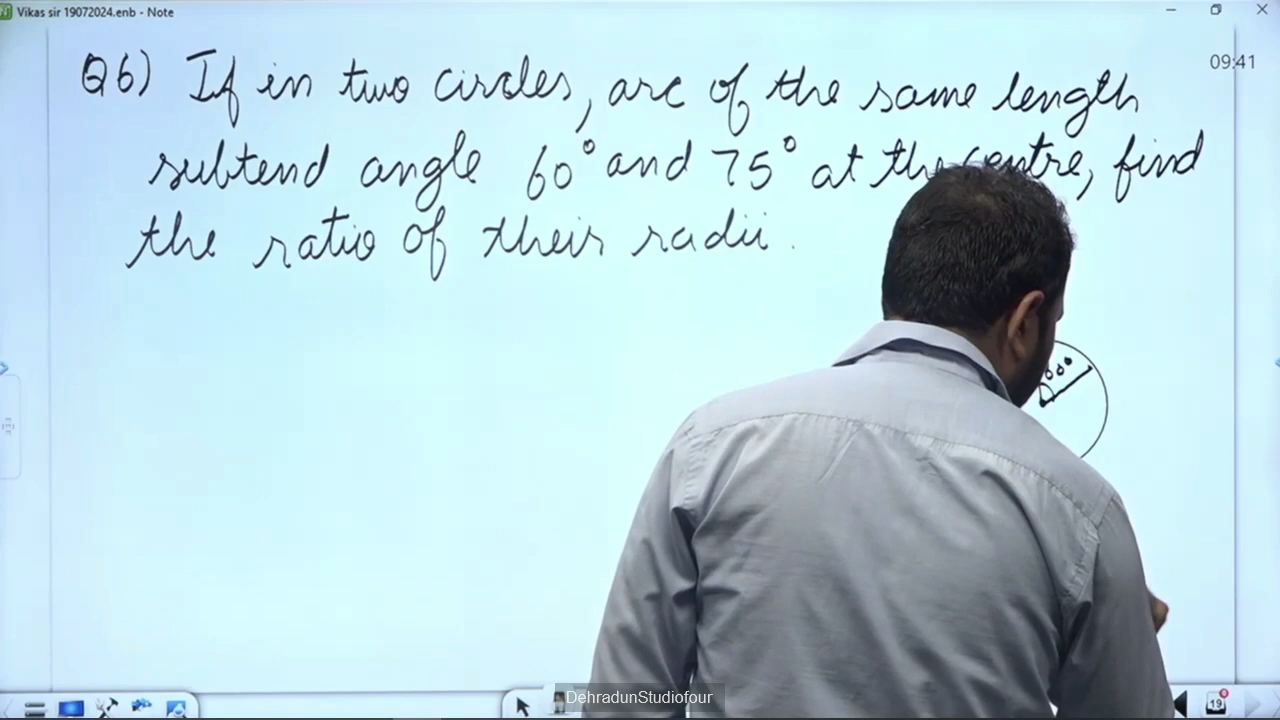 Vikas sir 19072024.enb - Note
09:41
Q6) If in two circles, arc of the same length
subtend angle 60° and 75° at the centre, find
the ratio of their radii.
60°
DehradunStudiofour
19